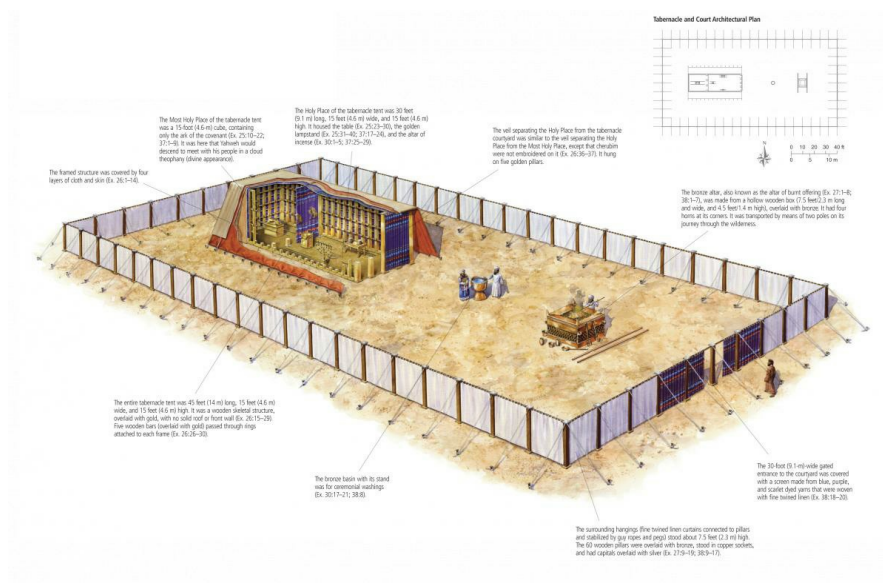 Tabernacle and Court Architectural Plan
N
0 10 20 30 40 ft
0 5 10 m
The Holy Place of the tabernacle tent was 30 feet
(9.1 m) long, 15 feet (4.6 m) wide, and 15 feet (4.6 m)
high. It housed the table (Ex. 25:23–30), the golden
lampstand (Ex. 25:31–40; 37:17–24), and the altar of
incense (Ex. 30:1–5; 37:25–29).
The Most Holy Place of the tabernacle tent
was a 15-foot (4.6-m) cube, containing
only the ark of the covenant (Ex. 25:10–22;
37:1–9). It was here that Yahweh would
descend to meet with his people in a cloud
theophany (divine appearance).
The veil separating the Holy Place from the tabernacle
courtyard was similar to the veil separating the Holy
Place from the Most Holy Place, except that cherubim
were not embroidered on it (Ex. 26:36–37). It hung
on five golden pillars.
The framed structure was covered by four
layers of cloth and skin (Ex. 26:1–14).
The bronze altar, also known as the altar of burnt offering (Ex. 27:1–8;
38:1–7), was made from a hollow wooden box (7.5 feet/2.3 m long
and wide, and 4.5 feet/1.4 m high), overlaid with bronze. It had four
horns at its corners. It was transported by means of two poles on its
journey through the wilderness.
The entire tabernacle tent was 45 feet (14 m) long, 15 feet (4.6 m)
wide, and 15 feet (4.6 m) high. It was a wooden skeletal structure,
overlaid with gold, with no solid roof or front wall (Ex. 26:15–29).
Five wooden bars (overlaid with gold) passed through rings
attached to each frame (Ex. 26:26–30).
The bronze basin with its stand
was for ceremonial washings
(Ex. 30:17–21; 38:8).
The 30-foot (9.1-m)-wide gated
entrance to the courtyard was covered
with a screen made from blue, purple,
and scarlet dyed yarns that were woven
with fine twined linen (Ex. 38:18–20).
The surrounding hangings (fine twined linen curtains connected to pillars
and stabilized by guy ropes and pegs) stood about 7.5 feet (2.3 m) high.
The 60 wooden pillars were overlaid with bronze, stood in copper sockets,
and had capitals overlaid with silver (Ex. 27:9–19; 38:9–17).